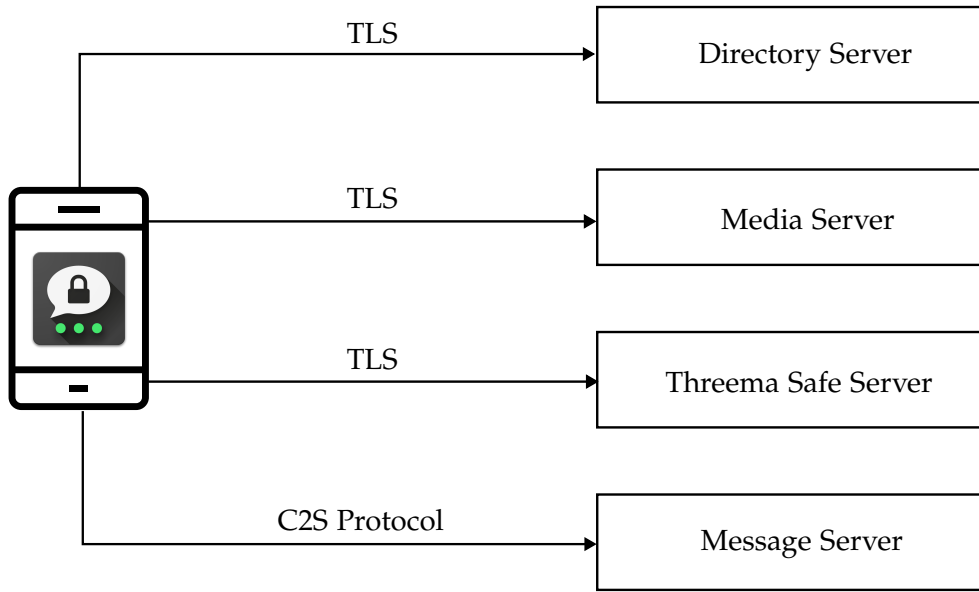 TLS
Directory Server
TLS
Media Server
TLS
Threema Safe Server
C2S Protocol
Message Server